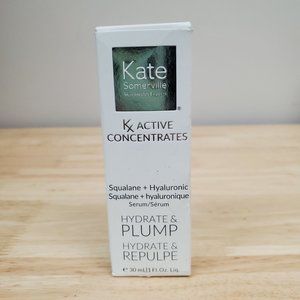 Kate
Somerville
®
Kx ACTIVE
CONCENTRATES
Squalane + Hyaluronic
Squalane + hyaluronique
Serum/Sérum
HYDRATE &
PLUMP
HYDRATE &
REPULPE
℮ 30 mL/1 Fl. Oz. Liq.